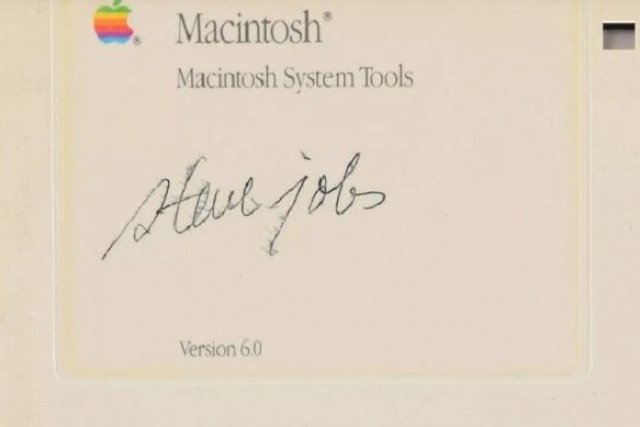 Macintosh®
Macintosh System Tools
steve jobs
Version 6.0